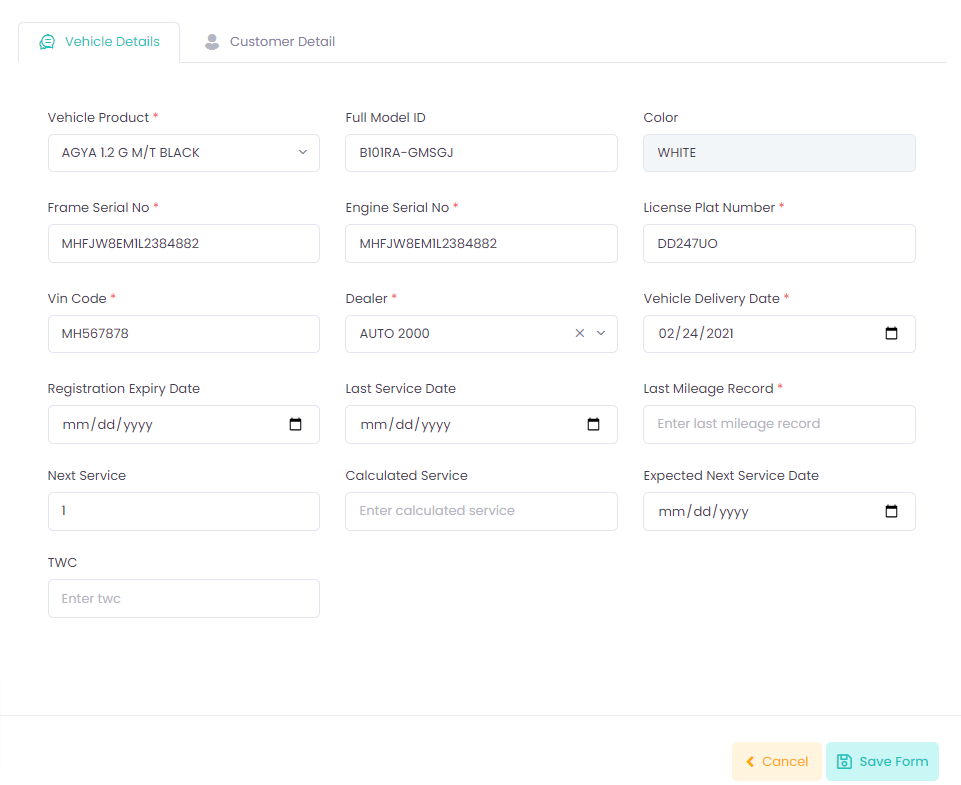 Vehicle Details Customer Detail
Vehicle Product * Full Model ID Color
AGYA 1.2 G M/T BLACK B101RA-GMSGJ WHITE
Frame Serial No * Engine Serial No * License Plat Number *
MHFJW8EM1L2384882 MHFJW8EM1L2384882 DD247UO
Vin Code * Dealer * Vehicle Delivery Date *
MH567878 AUTO 2000 02/24/2021
Registration Expiry Date Last Service Date Last Mileage Record *
mm/dd/yyyy mm/dd/yyyy Enter last mileage record
Next Service Calculated Service Expected Next Service Date
1 Enter calculated service mm/dd/yyyy
TWC
Enter twc
Cancel Save Form